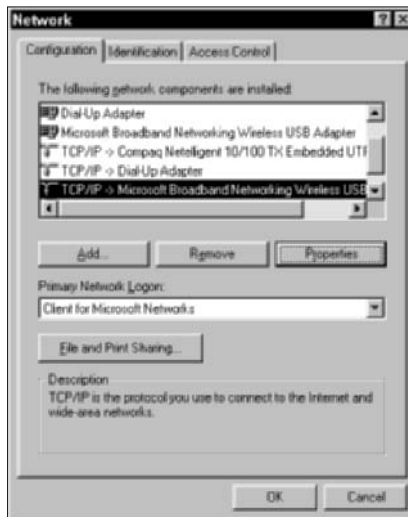 Network
Configuration Identification Access Control
The following network components are installed
Dial-Up Adapter
Microsoft Broadband Networking Wireless USB Adapter
TCP/IP -> Compaq Netelligent 10/100 TX Embedded UTF
TCP/IP -> Dial-Up Adapter
TCP/IP -> Microsoft Broadband Networking Wireless USB
Add... Remove Properties
Primary Network Logon:
Client for Microsoft Networks
File and Print Sharing...
Description
TCP/IP is the protocol you use to connect to the Internet and
wide-area networks.
OK Cancel